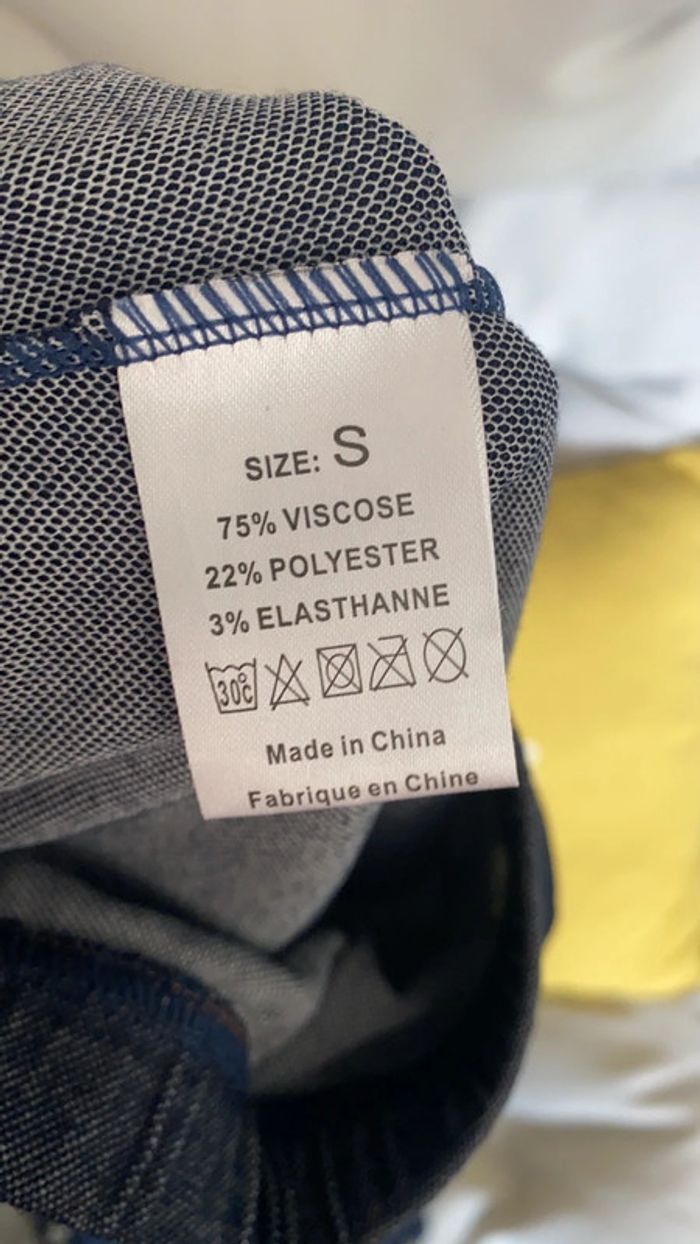 SIZE: S
75% VISCOSE
22% POLYESTER
3% ELASTHANNE
30°C
Made in China
Fabrique en Chine